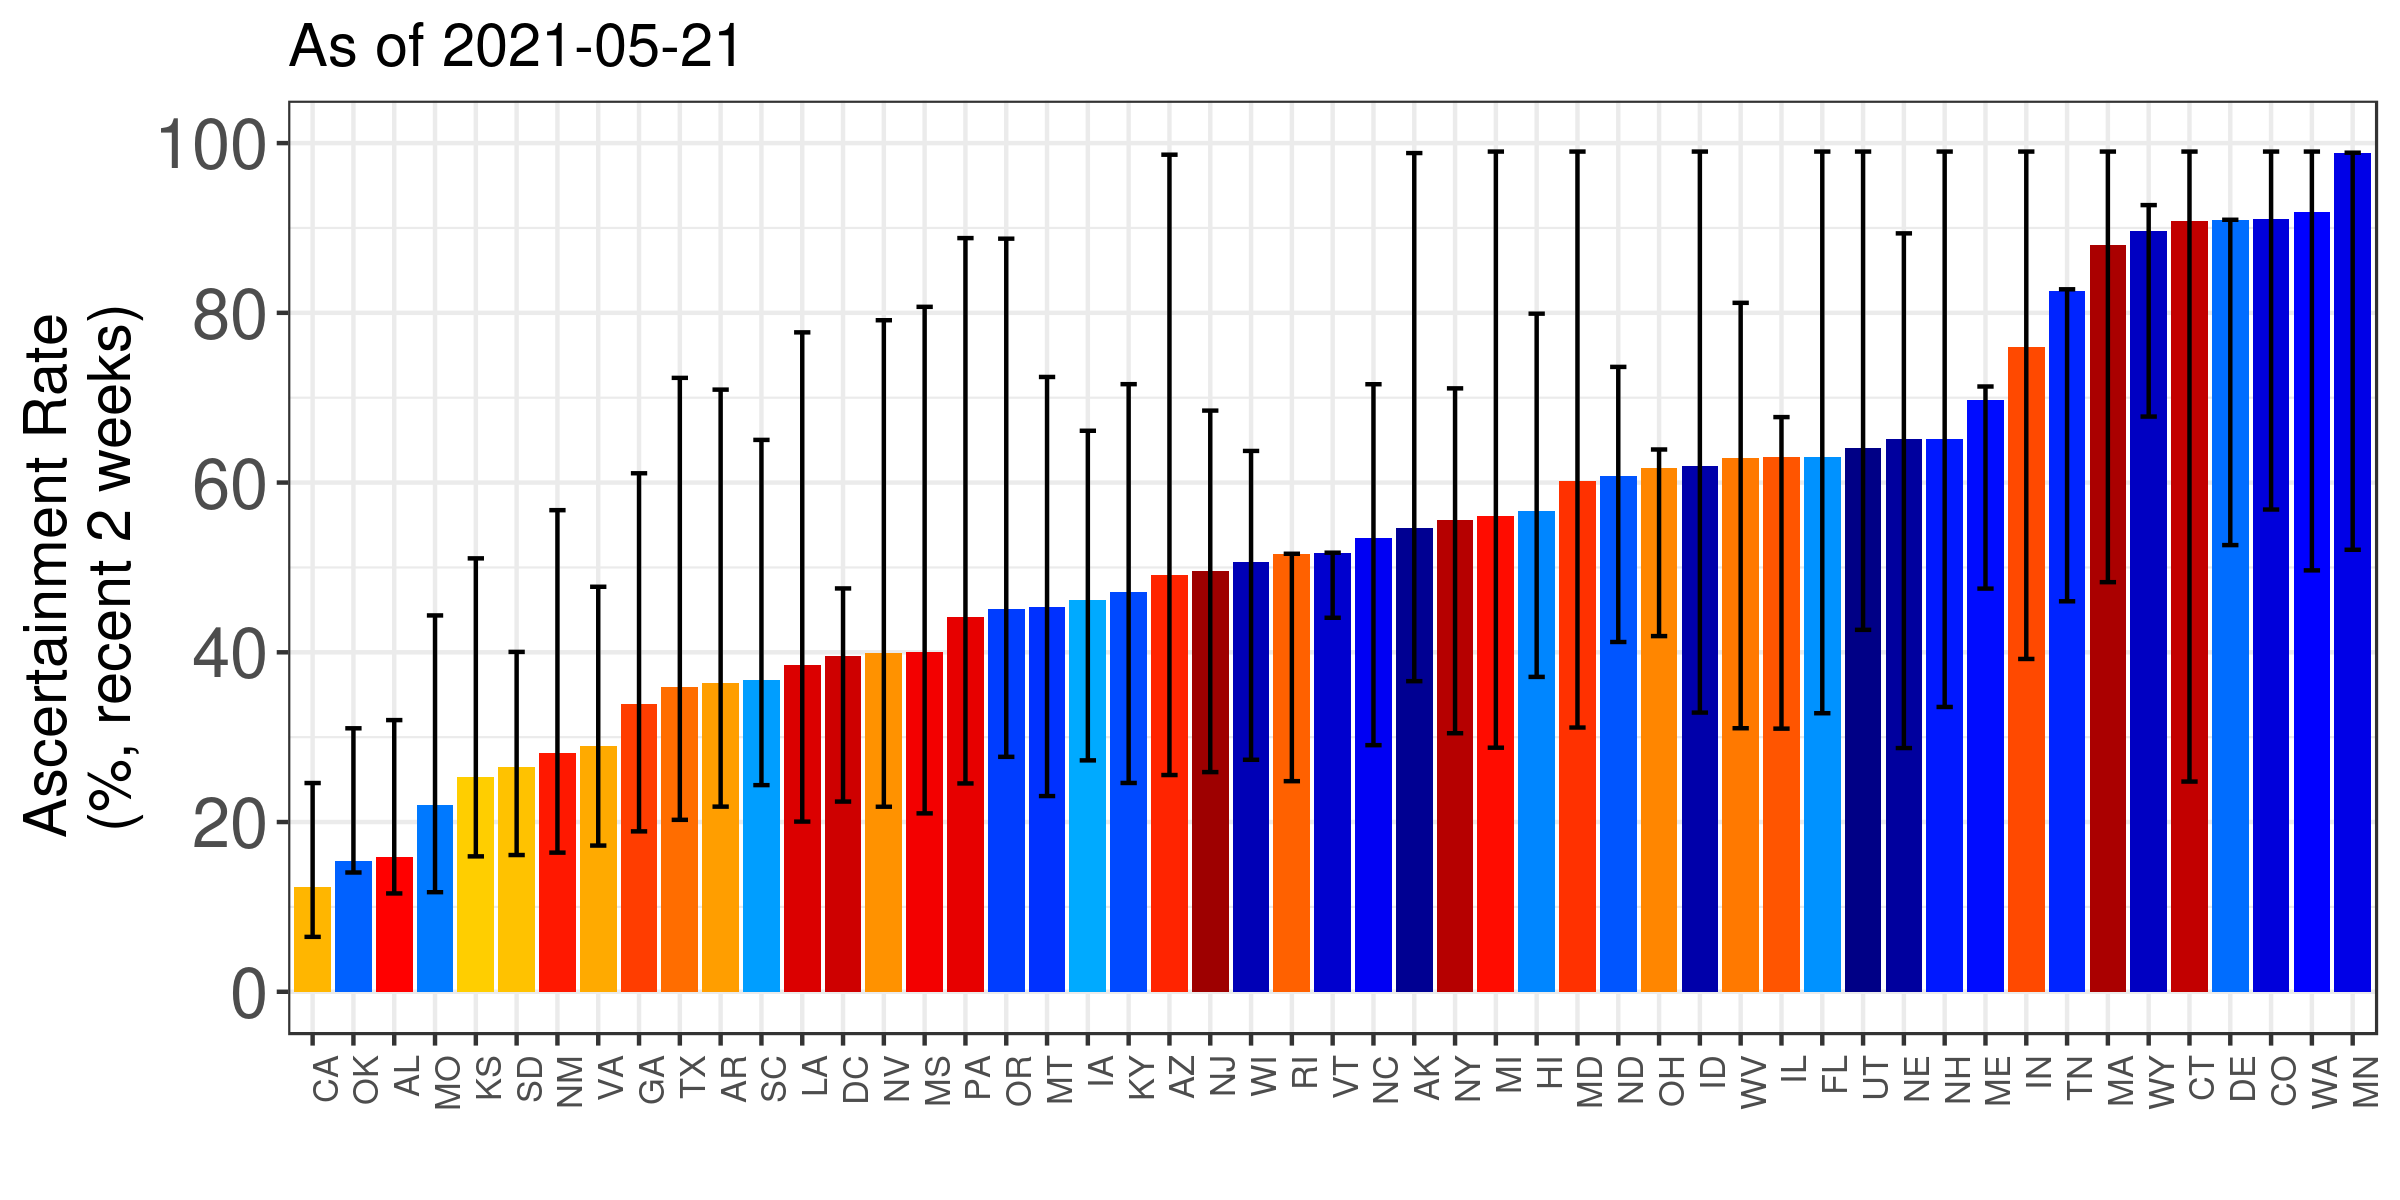 As of 2021-05-21
Ascertainment Rate
(%, recent 2 weeks)
100
80
60
40
20
0
CA OK AL MO KS SD NM VA GA TX AR SC LA DC NV MS PA OR MT IA KY AZ NJ WI RI VT NC AK NY MI HI MD ND OH ID WV IL FL UT NE NH ME IN TN MA WY CT DE CO WA MN